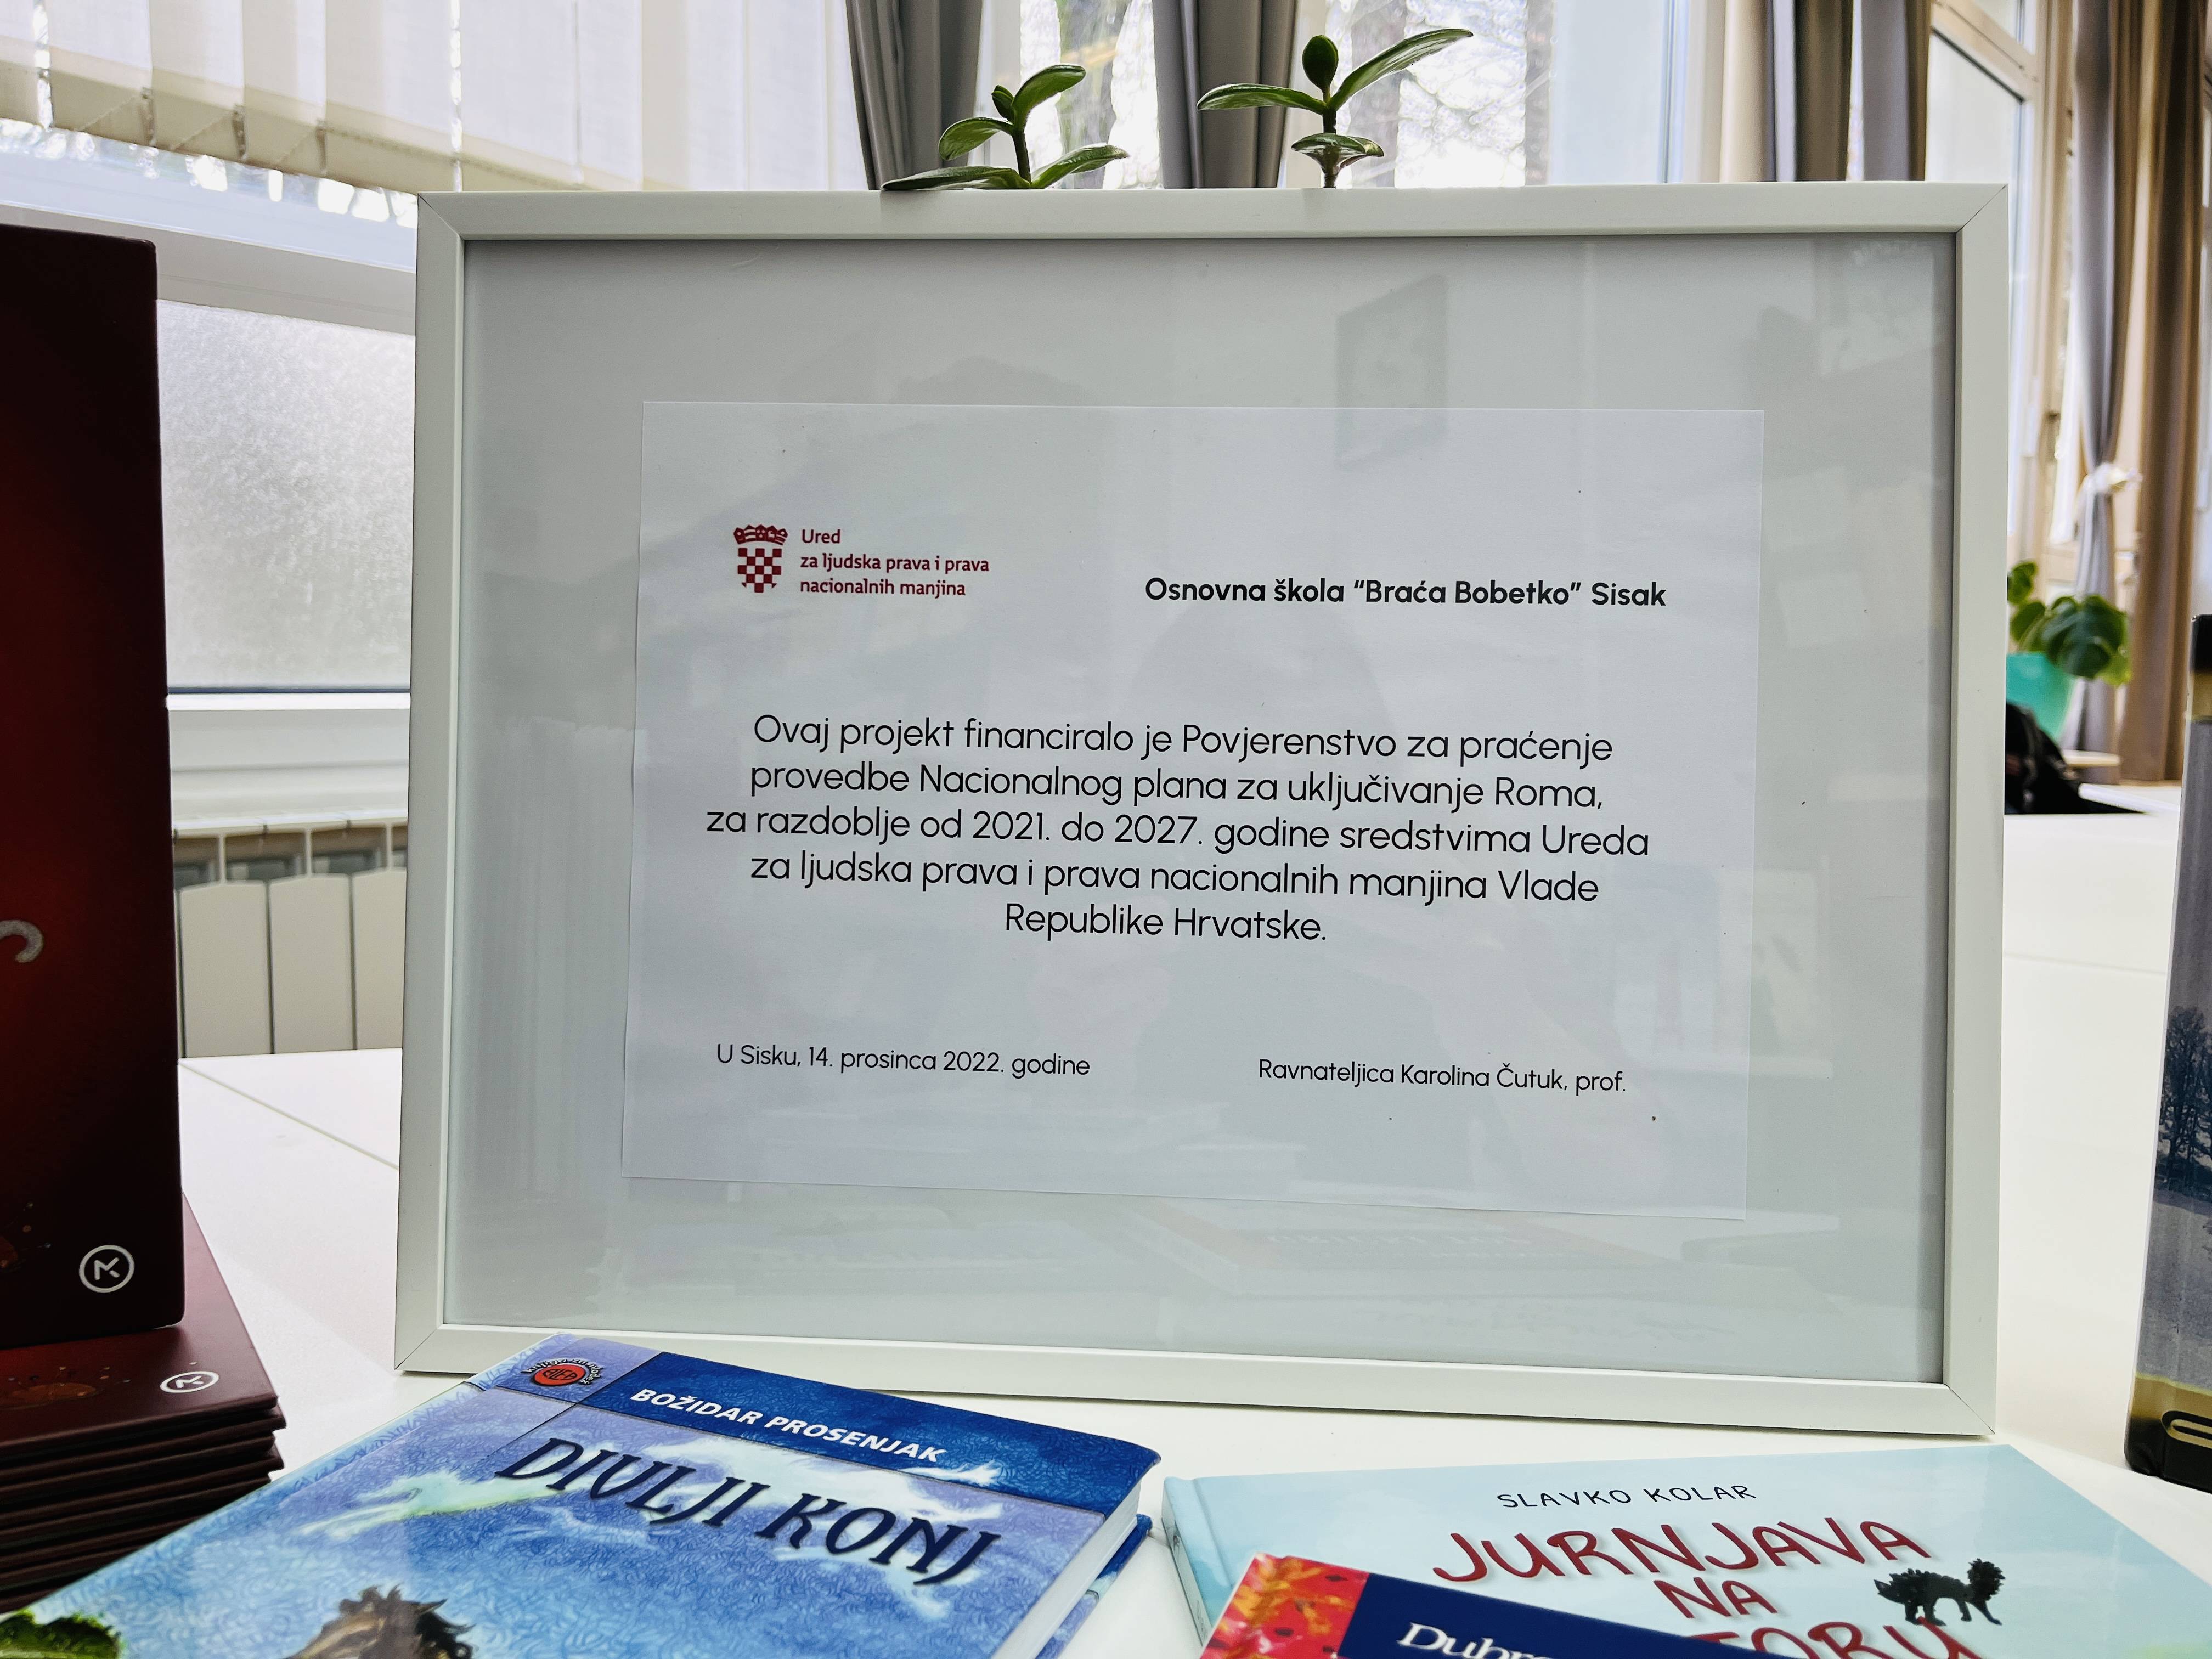 Ured
za ljudska prava i prava
nacionalnih manjina
Osnovna škola “Braća Bobetko” Sisak
Ovaj projekt financiralo je Povjerenstvo za praćenje
provedbe Nacionalnog plana za uključivanje Roma,
za razdoblje od 2021. do 2027. godine sredstvima Ureda
za ljudska prava i prava nacionalnih manjina Vlade
Republike Hrvatske.
U Sisku, 14. prosinca 2022. godine
Ravnateljica Karolina Čutuk, prof.
BOŽIDAR PROSENJAK
DIVLJI KONJ
SLAVKO KOLAR
JURNJAVA
NA